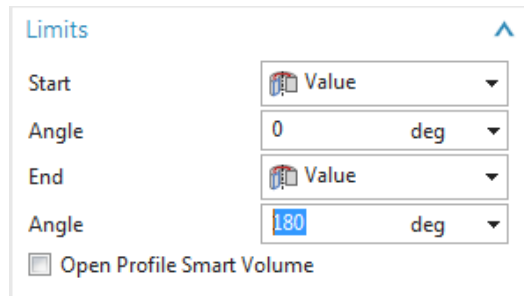 Limits
Start Value
Angle 0 deg
End Value
Angle 180 deg
Open Profile Smart Volume